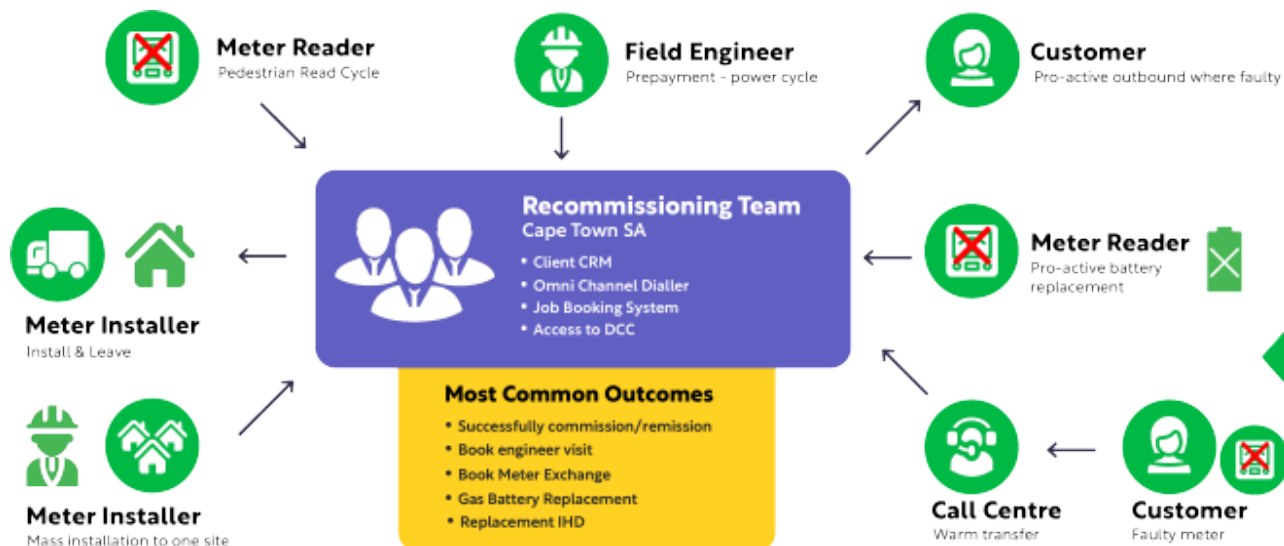 Meter Reader
Pedestrian Read Cycle
Field Engineer
Prepayment - power cycle
Customer
Pro-active outbound where faulty
Recommissioning Team
Cape Town SA
• Client CRM
• Omni Channel Dialler
• Job Booking System
• Access to DCC
Meter Reader
Pro-active battery
replacement
Meter Installer
Install & Leave
Most Common Outcomes
• Successfully commission/remission
• Book engineer visit
• Book Meter Exchange
• Gas Battery Replacement
• Replacement IHD
Meter Installer
Mass installation to one site
Call Centre
Warm transfer
Customer
Faulty meter